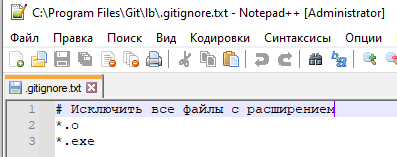 C:\Program Files\Git\lb\.gitignore.txt - Notepad++ [Administrator]
Файл Правка Поиск Вид Кодировки Синтаксисы Опции
.gitignore.txt
1 # Исключить все файлы с расширением
2 *.o
3 *.exe